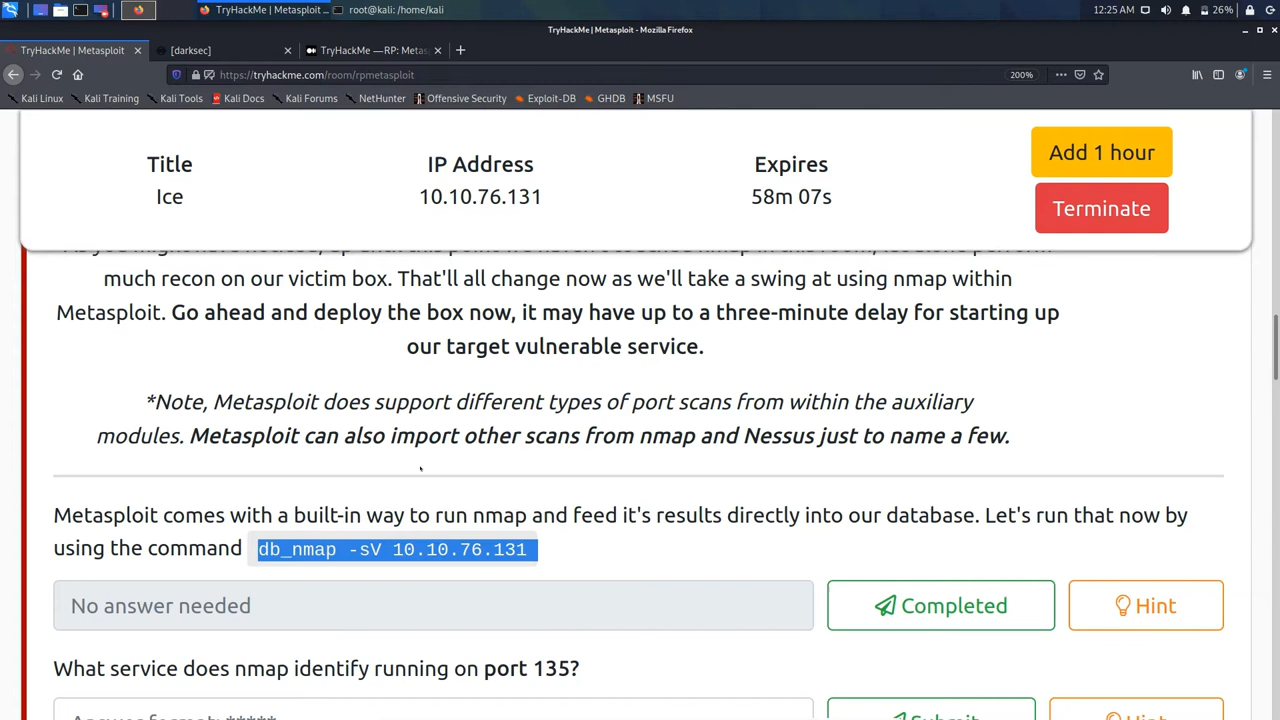 TryHackMe | Metasploit …
root@kali: /home/kali
12:25 AM
26%
TryHackMe | Metasploit - Mozilla Firefox
TryHackMe | Metasploit
[darksec]
TryHackMe — RP: Metas
https://tryhackme.com/room/rpmetasploit
200%
Kali Linux
Kali Training
Kali Tools
Kali Docs
Kali Forums
NetHunter
Offensive Security
Exploit-DB
GHDB
MSFU
Title
IP Address
Expires
Add 1 hour
Ice
10.10.76.131
58m 07s
Terminate
much recon on our victim box. That'll all change now as we'll take a swing at using nmap within
Metasploit. Go ahead and deploy the box now, it may have up to a three-minute delay for starting up
our target vulnerable service.
*Note, Metasploit does support different types of port scans from within the auxiliary
modules. Metasploit can also import other scans from nmap and Nessus just to name a few.
Metasploit comes with a built-in way to run nmap and feed it's results directly into our database. Let's run that now by
using the command db_nmap -sV 10.10.76.131
No answer needed
Completed
Hint
What service does nmap identify running on port 135?
Answer format: *****
Submit
Hint